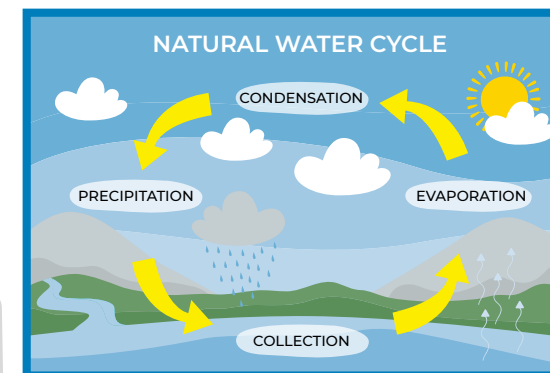 NATURAL WATER CYCLE
CONDENSATION
PRECIPITATION
EVAPORATION
COLLECTION